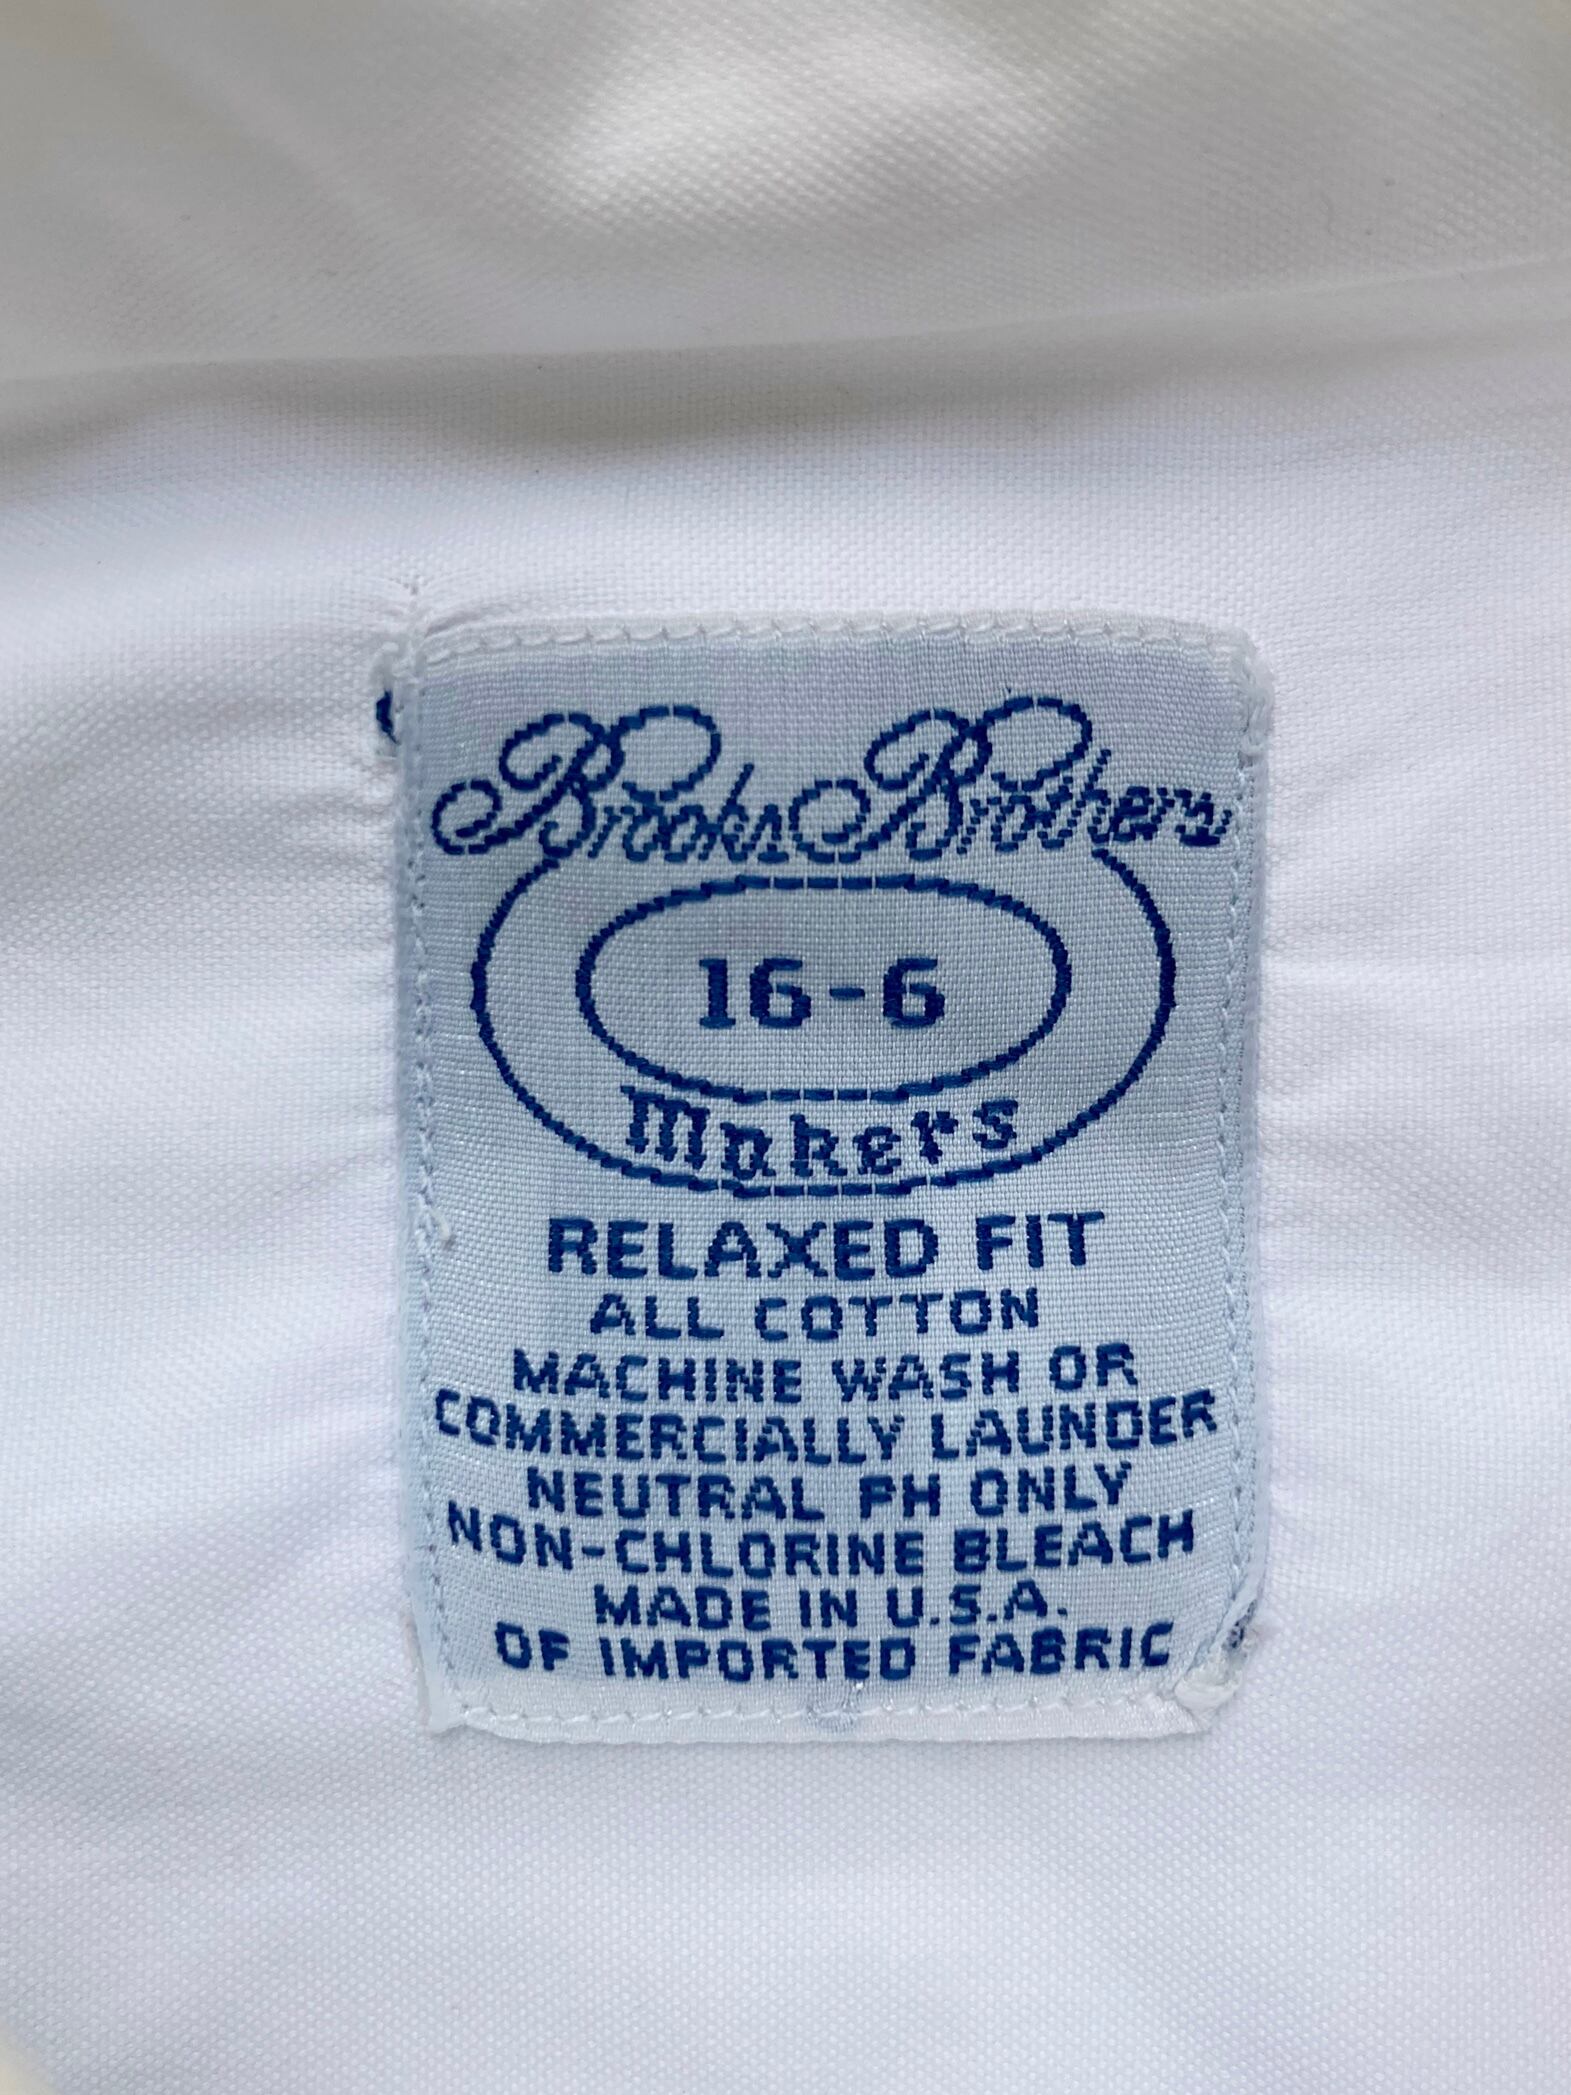 Brooks Brothers
16-6
Makers
RELAXED FIT
ALL COTTON
MACHINE WASH OR
COMMERCIALLY LAUNDER
NEUTRAL PH ONLY
NON-CHLORINE BLEACH
MADE IN U.S.A.
OF IMPORTED FABRIC